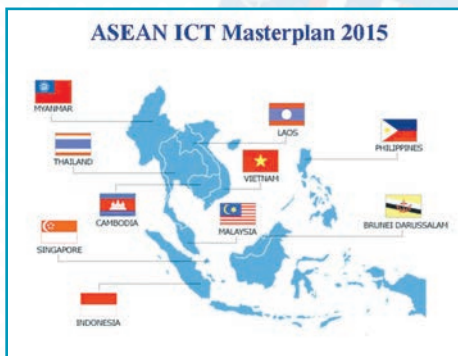 ASEAN ICT Masterplan 2015
MYANMAR
LAOS
PHILIPPINES
THAILAND
VIETNAM
CAMBODIA
MALAYSIA
BRUNEI DARUSSALAM
SINGAPORE
INDONESIA